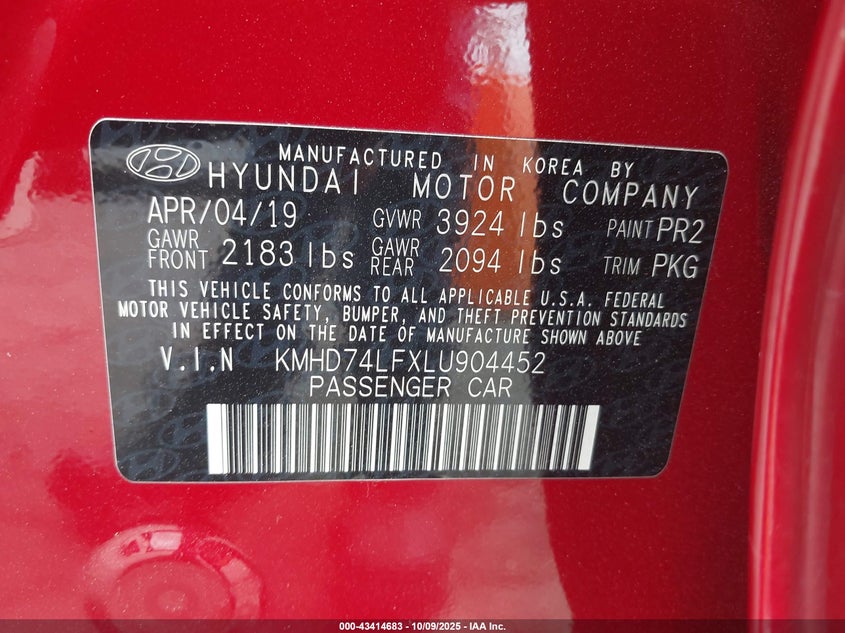 MANUFACTURED IN KOREA BY
HYUNDAI MOTOR COMPANY
APR/04/19 GVWR 3924 lbs PAINT PR2
GAWR FRONT 2183 lbs GAWR REAR 2094 lbs TRIM PKG
THIS VEHICLE CONFORMS TO ALL APPLICABLE U.S.A. FEDERAL
MOTOR VEHICLE SAFETY, BUMPER, AND THEFT PREVENTION STANDARDS
IN EFFECT ON THE DATE OF MANUFACTURE SHOWN ABOVE
V.I.N KMHD74LFXLU904452
PASSENGER CAR
000-43414683 - 10/09/2025 - IAA Inc.